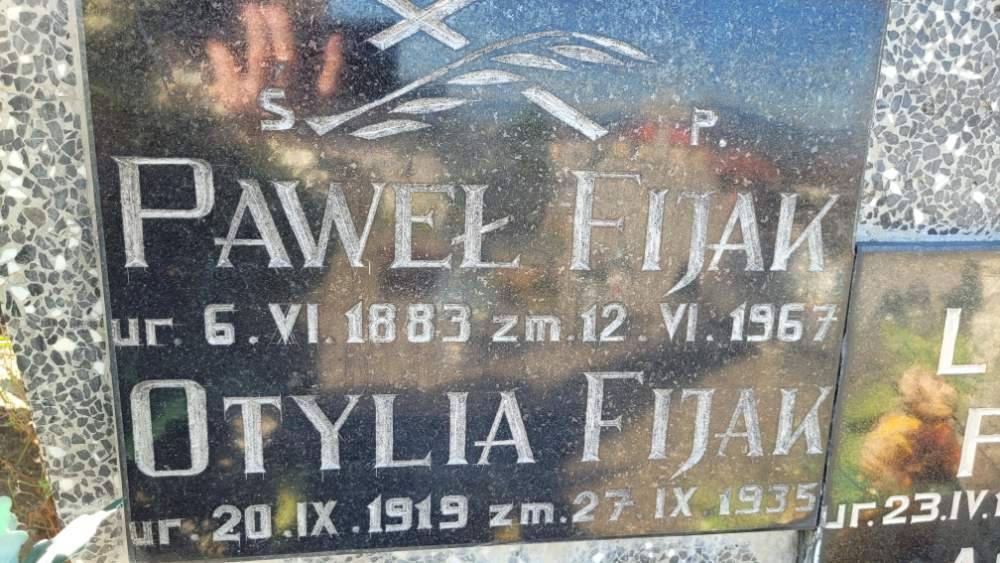 Ś P
PAWEŁ FIJAK
ur. 6. VI. 1883 zm. 12. VI. 1967
OTYLIA FIJAK
ur. 20. IX. 1919 zm. 27. IX. 1935
L
F
ur. 23. IV.